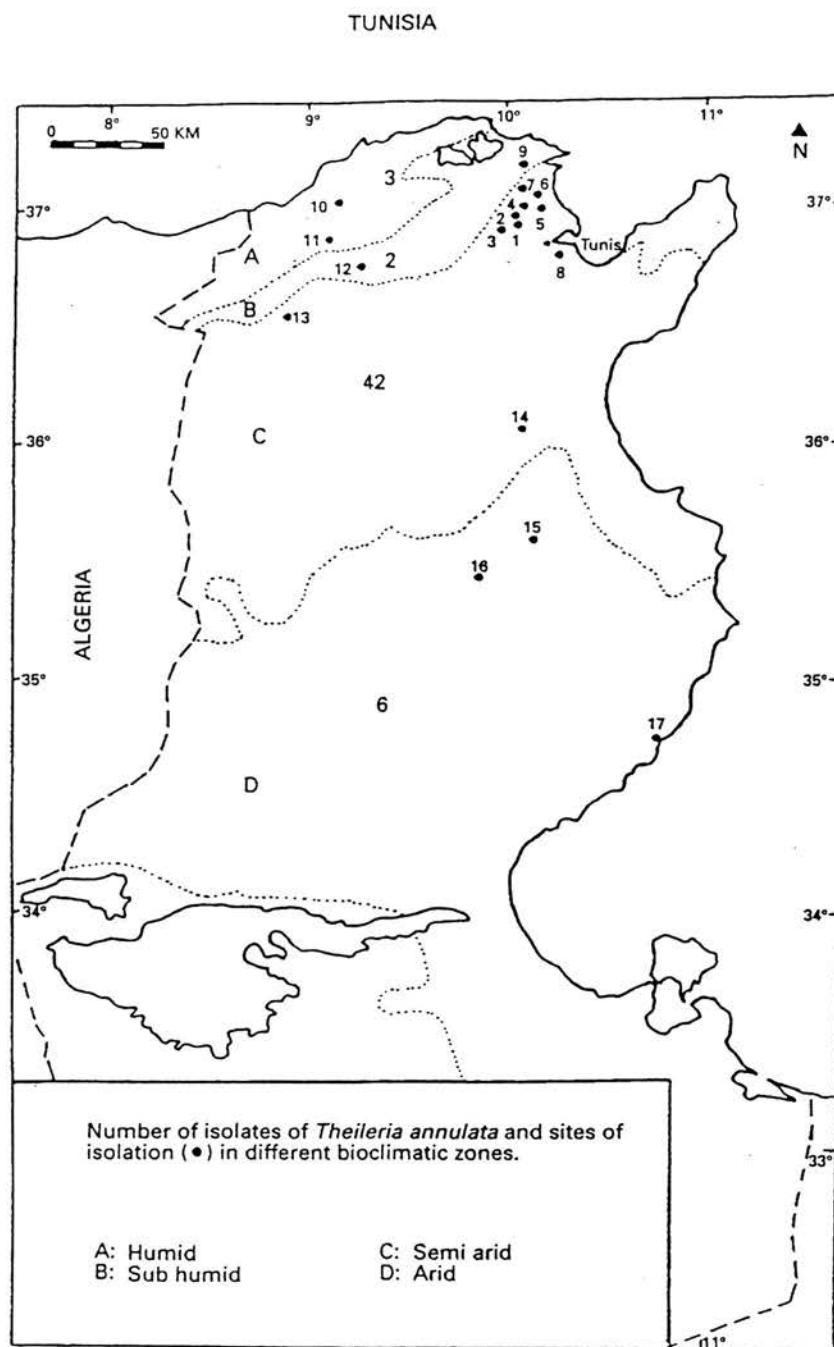 TUNISIA
8° 9° 10° 11°
0 50 KM
N
9
3
7 6
10
4
37° 37°
2 5
11 3 1
A 2 Tunis
12 8
B 13
42
14
C
36° 36°
15
16
ALGERIA
35° 35°
6
17
D
34° 34°
Number of isolates of Theileria annulata and sites of
isolation (●) in different bioclimatic zones.
33°
A: Humid C: Semi arid
B: Sub humid D: Arid
11°